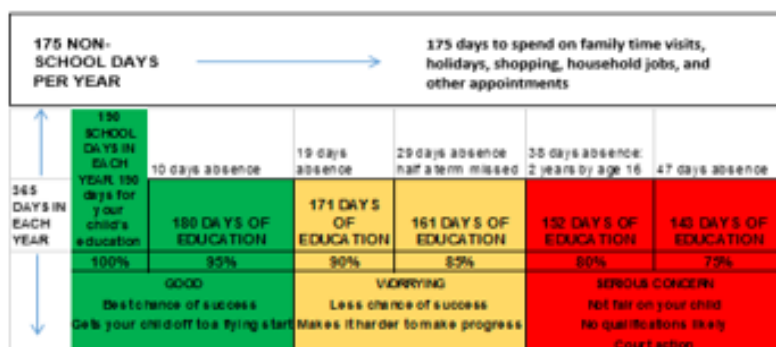 175 NON-
SCHOOL DAYS
PER YEAR
175 days to spend on family time visits,
holidays, shopping, household jobs, and
other appointments
365
DAYS IN
EACH
YEAR
190
SCHOOL
DAYS IN
EACH
YEAR, 190
days for
your
child's
education
10 days absence
19 days
absence
29 days absence
half a term missed
38 days absence:
2 years by age 16
47 days absence
180 DAYS OF
EDUCATION
171 DAYS
OF
EDUCATION
161 DAYS OF
EDUCATION
152 DAYS OF
EDUCATION
143 DAYS OF
EDUCATION
100%
95%
90%
85%
80%
75%
GOOD
Best chance of success
Gets your child off to a flying start
WORRYING
Less chance of success
Makes it harder to make progress
SERIOUS CONCERN
Not fair on your child
No qualifications likely
Court action